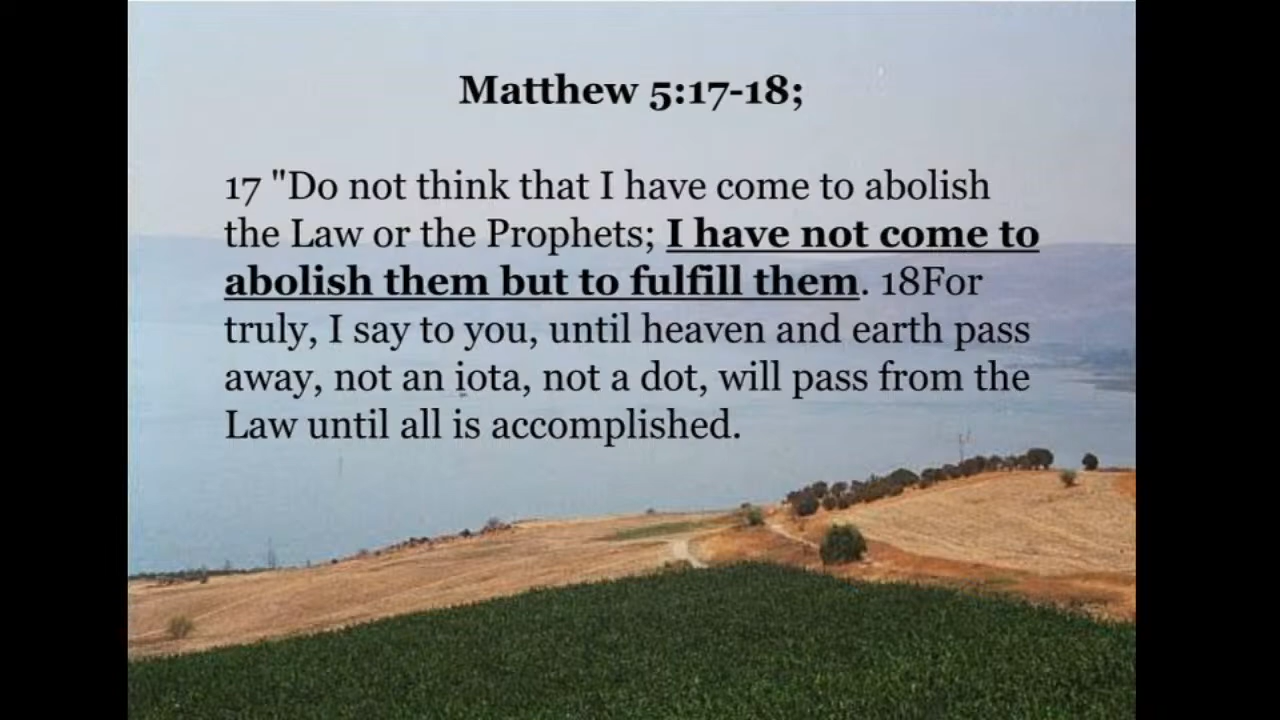 Matthew 5:17-18;
17 "Do not think that I have come to abolish
the Law or the Prophets; I have not come to
abolish them but to fulfill them. 18For
truly, I say to you, until heaven and earth pass
away, not an iota, not a dot, will pass from the
Law until all is accomplished.